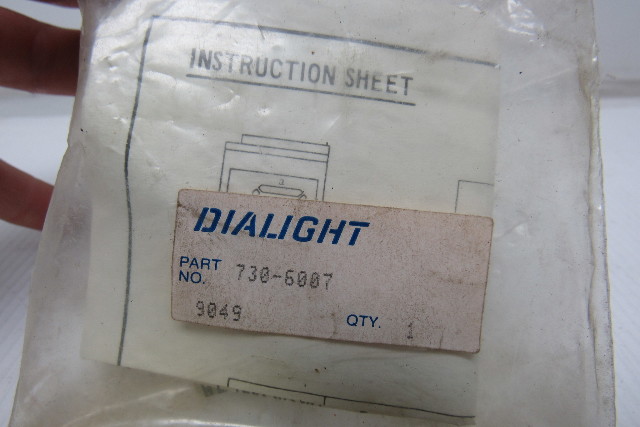 INSTRUCTION SHEET
DIALIGHT
PART NO. 730-6007
9049 QTY. 1